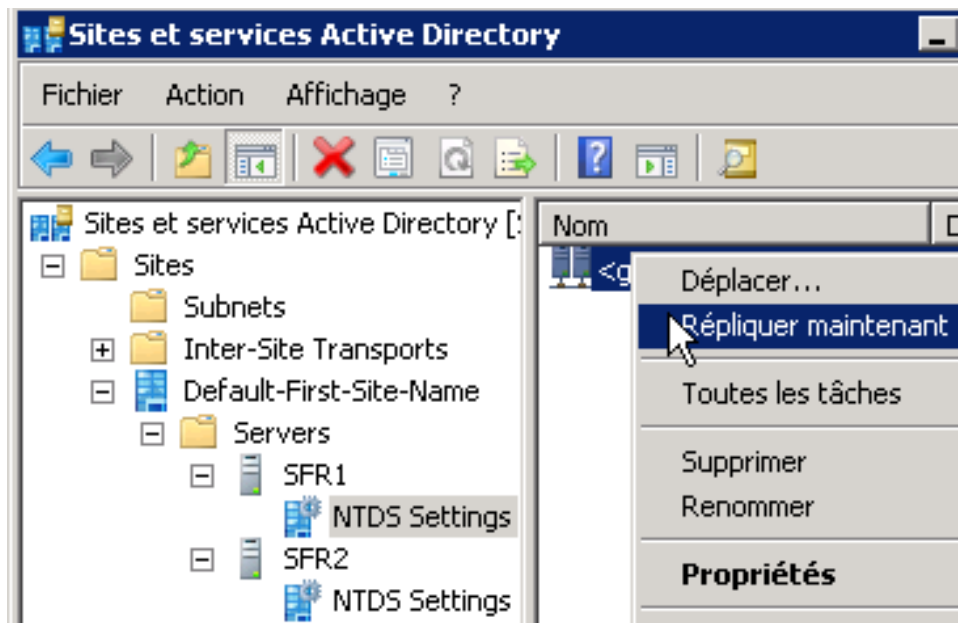 Sites et services Active Directory
Fichier Action Affichage ?
Sites et services Active Directory [
Nom
Sites
Subnets
Inter-Site Transports
Default-First-Site-Name
Servers
SFR1
NTDS Settings
SFR2
NTDS Settings
<g
Déplacer...
Répliquer maintenant
Toutes les tâches
Supprimer
Renommer
Propriétés